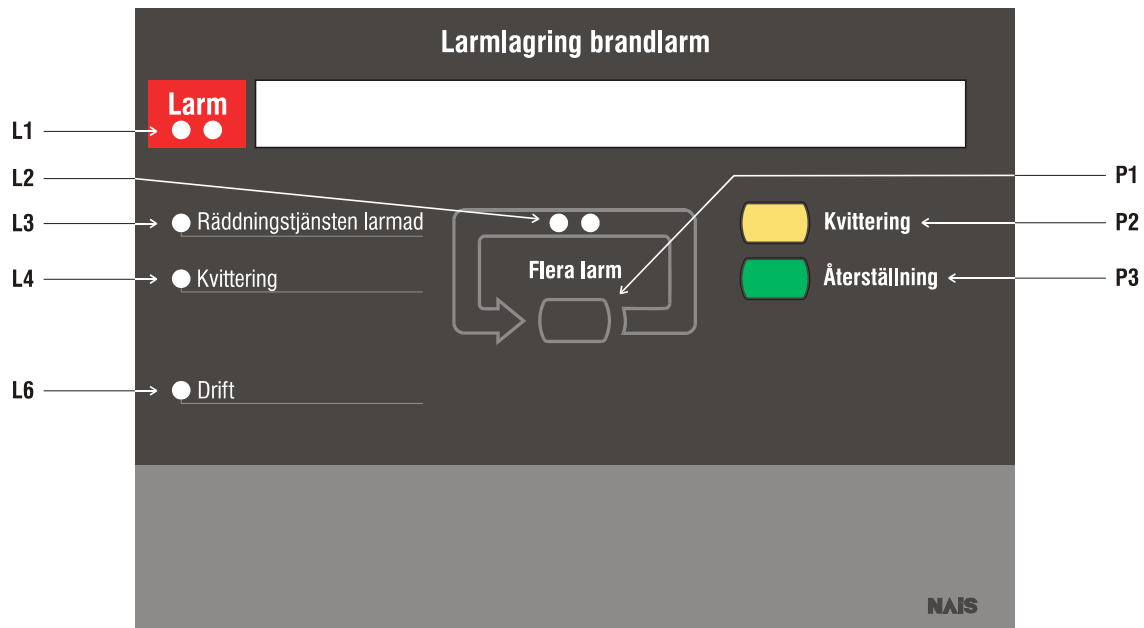 Larmlagring brandlarm
Larm
L1
L2
P1
L3
Räddningstjänsten larmad
Kvittering
P2
L4
Kvittering
Flera larm
Återställning
P3
L6
Drift
NAiS